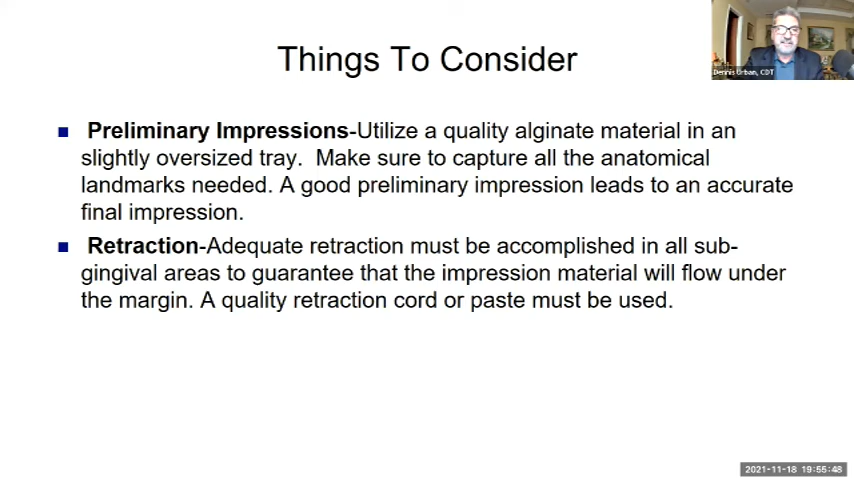 Things To Consider
Dennis Urban, CDT
Preliminary Impressions-Utilize a quality alginate material in an
slightly oversized tray. Make sure to capture all the anatomical
landmarks needed. A good preliminary impression leads to an accurate
final impression.
Retraction-Adequate retraction must be accomplished in all sub-
gingival areas to guarantee that the impression material will flow under
the margin. A quality retraction cord or paste must be used.
2021-11-18 19:55:48